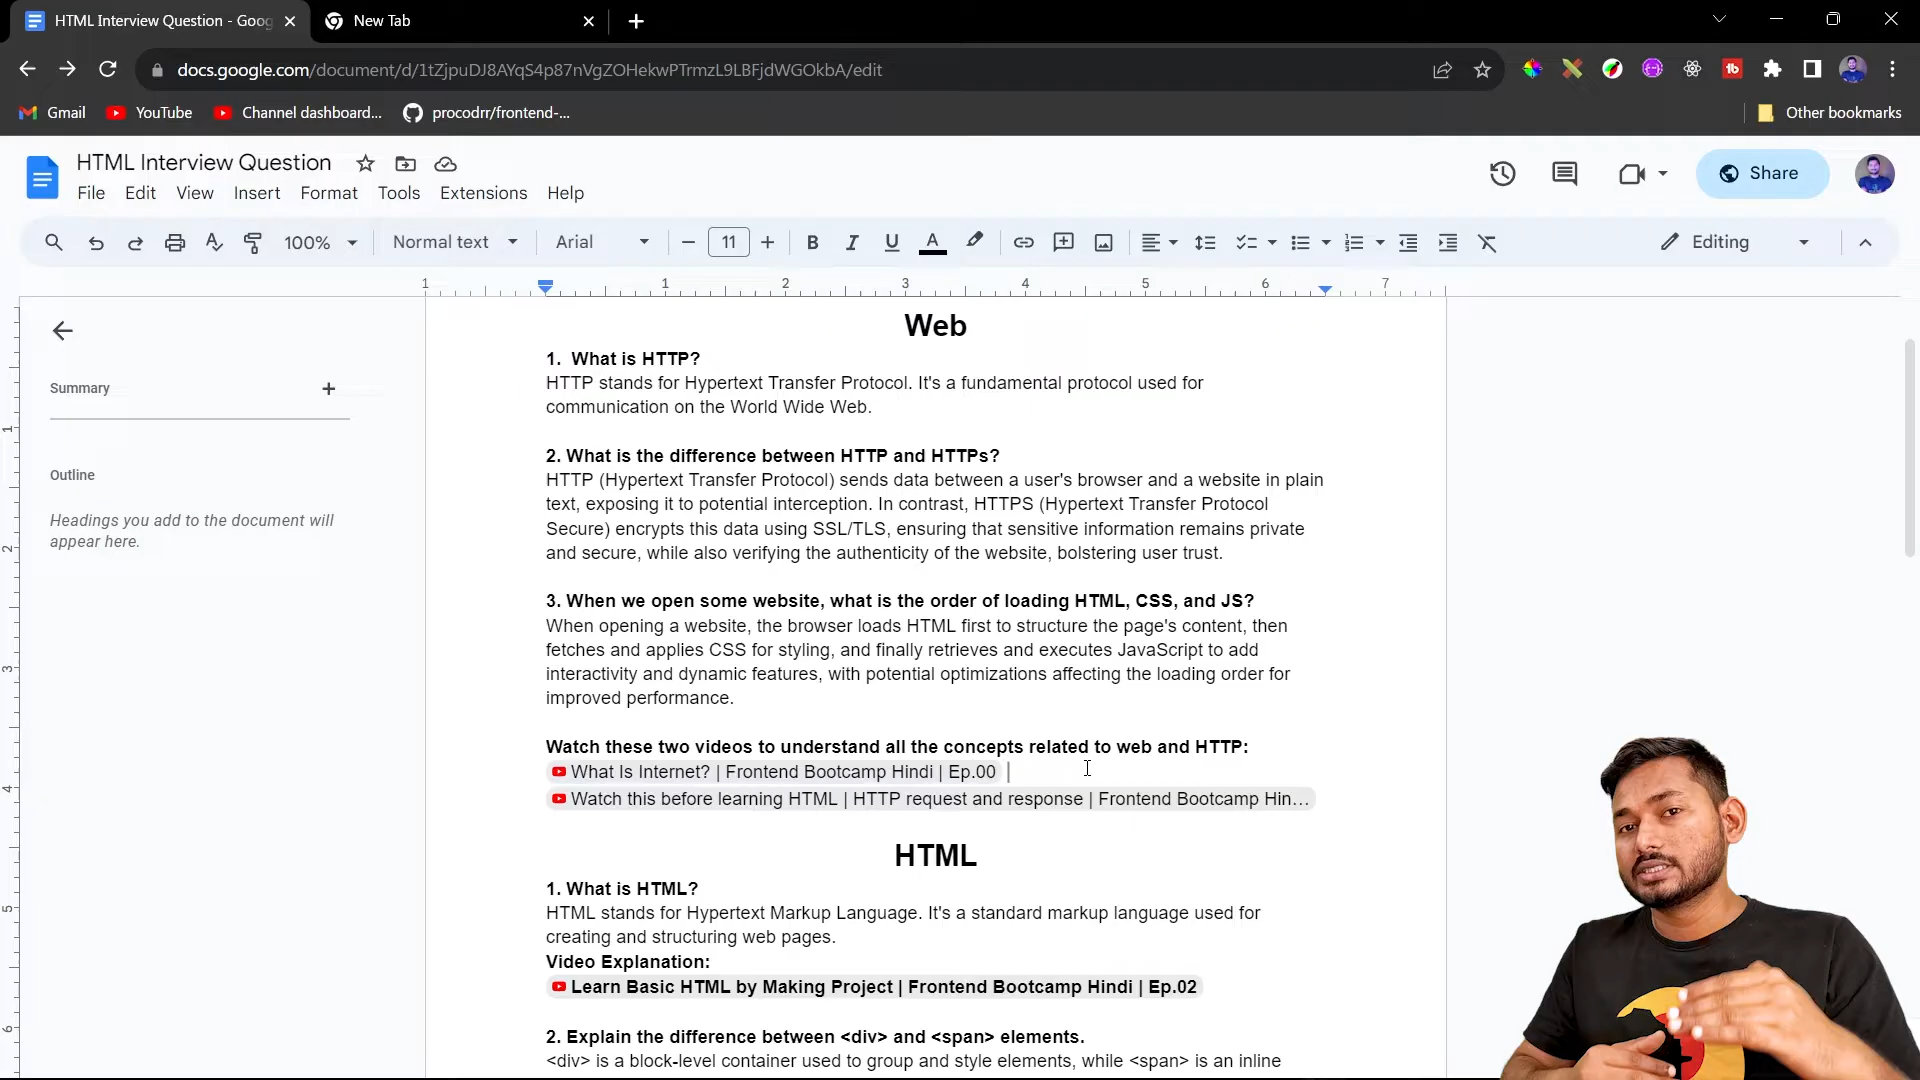 HTML Interview Question - Goog
New Tab
docs.google.com/document/d/1tZjpuDJ8AYqS4p87nVgZOHekwPTrmzL9LBFjdWGOkbA/edit
Gmail
YouTube
Channel dashboard...
procodrr/frontend-...
Other bookmarks
HTML Interview Question
File Edit View Insert Format Tools Extensions Help
Share
100%
Normal text
Arial
11
Editing
1 1 2 3 4 5 6 7
Summary
Outline
Headings you add to the document will
appear here.
1
2
3
4
5
6
Web
1. What is HTTP?
HTTP stands for Hypertext Transfer Protocol. It's a fundamental protocol used for
communication on the World Wide Web.
2. What is the difference between HTTP and HTTPs?
HTTP (Hypertext Transfer Protocol) sends data between a user's browser and a website in plain
text, exposing it to potential interception. In contrast, HTTPS (Hypertext Transfer Protocol
Secure) encrypts this data using SSL/TLS, ensuring that sensitive information remains private
and secure, while also verifying the authenticity of the website, bolstering user trust.
3. When we open some website, what is the order of loading HTML, CSS, and JS?
When opening a website, the browser loads HTML first to structure the page's content, then
fetches and applies CSS for styling, and finally retrieves and executes JavaScript to add
interactivity and dynamic features, with potential optimizations affecting the loading order for
improved performance.
Watch these two videos to understand all the concepts related to web and HTTP:
What Is Internet? | Frontend Bootcamp Hindi | Ep.00
Watch this before learning HTML | HTTP request and response | Frontend Bootcamp Hin...
HTML
1. What is HTML?
HTML stands for Hypertext Markup Language. It's a standard markup language used for
creating and structuring web pages.
Video Explanation:
Learn Basic HTML by Making Project | Frontend Bootcamp Hindi | Ep.02
2. Explain the difference between <div> and <span> elements.
<div> is a block-level container used to group and style elements, while <span> is an inline